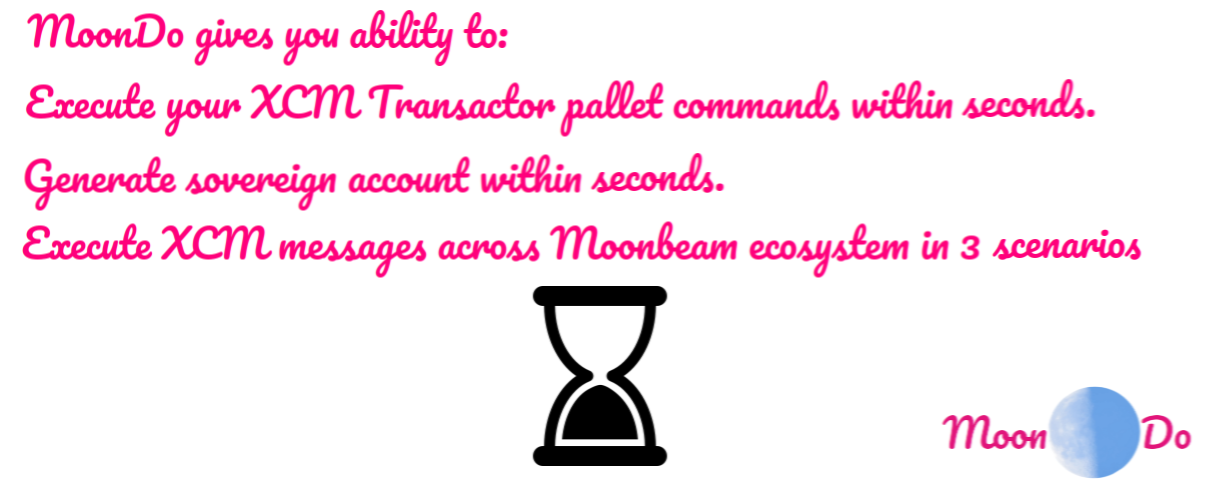 MoonDo gives you ability to:
Execute your XCM Transactor pallet commands within seconds.
Generate sovereign account within seconds.
Execute XCM messages across Moonbeam ecosystem in 3 scenarios
Moon Do